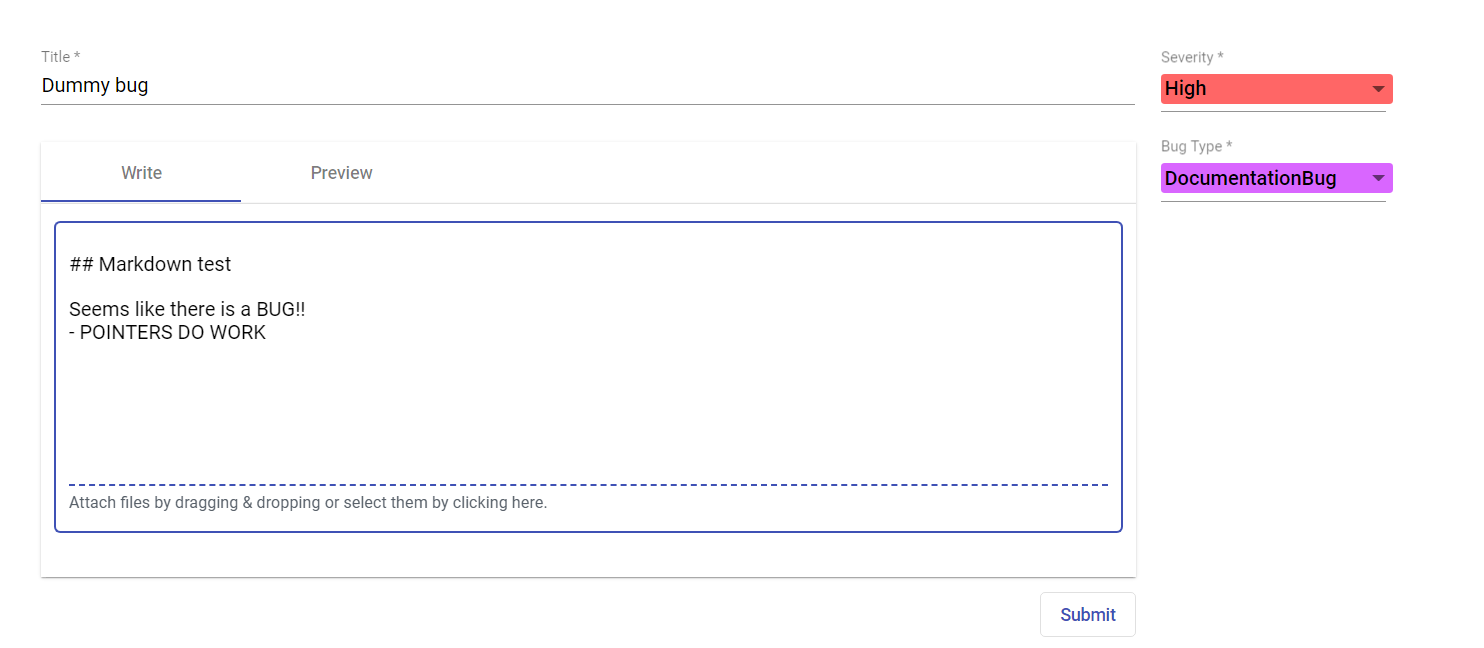 Title *
Dummy bug
Severity *
High
Bug Type *
DocumentationBug
Write
Preview
## Markdown test
Seems like there is a BUG!!
- POINTERS DO WORK
Attach files by dragging & dropping or select them by clicking here.
Submit